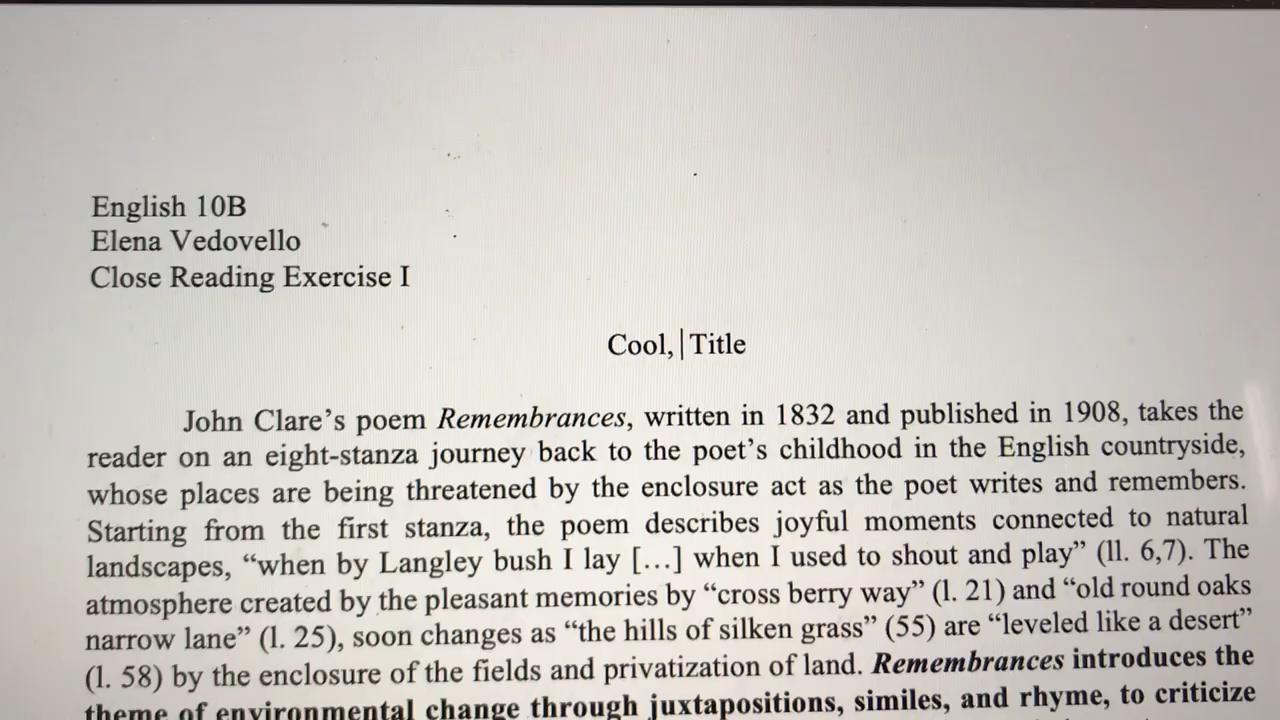 English 10B
Elena Vedovello
Close Reading Exercise I
Cool, Title
John Clare’s poem Remembrances, written in 1832 and published in 1908, takes the
reader on an eight-stanza journey back to the poet’s childhood in the English countryside,
whose places are being threatened by the enclosure act as the poet writes and remembers.
Starting from the first stanza, the poem describes joyful moments connected to natural
landscapes, “when by Langley bush I lay […] when I used to shout and play” (ll. 6,7). The
atmosphere created by the pleasant memories by “cross berry way” (l. 21) and “old round oaks
narrow lane” (l. 25), soon changes as “the hills of silken grass” (55) are “leveled like a desert”
(l. 58) by the enclosure of the fields and privatization of land. Remembrances introduces the
theme of environmental change through juxtapositions, similes, and rhyme, to criticize